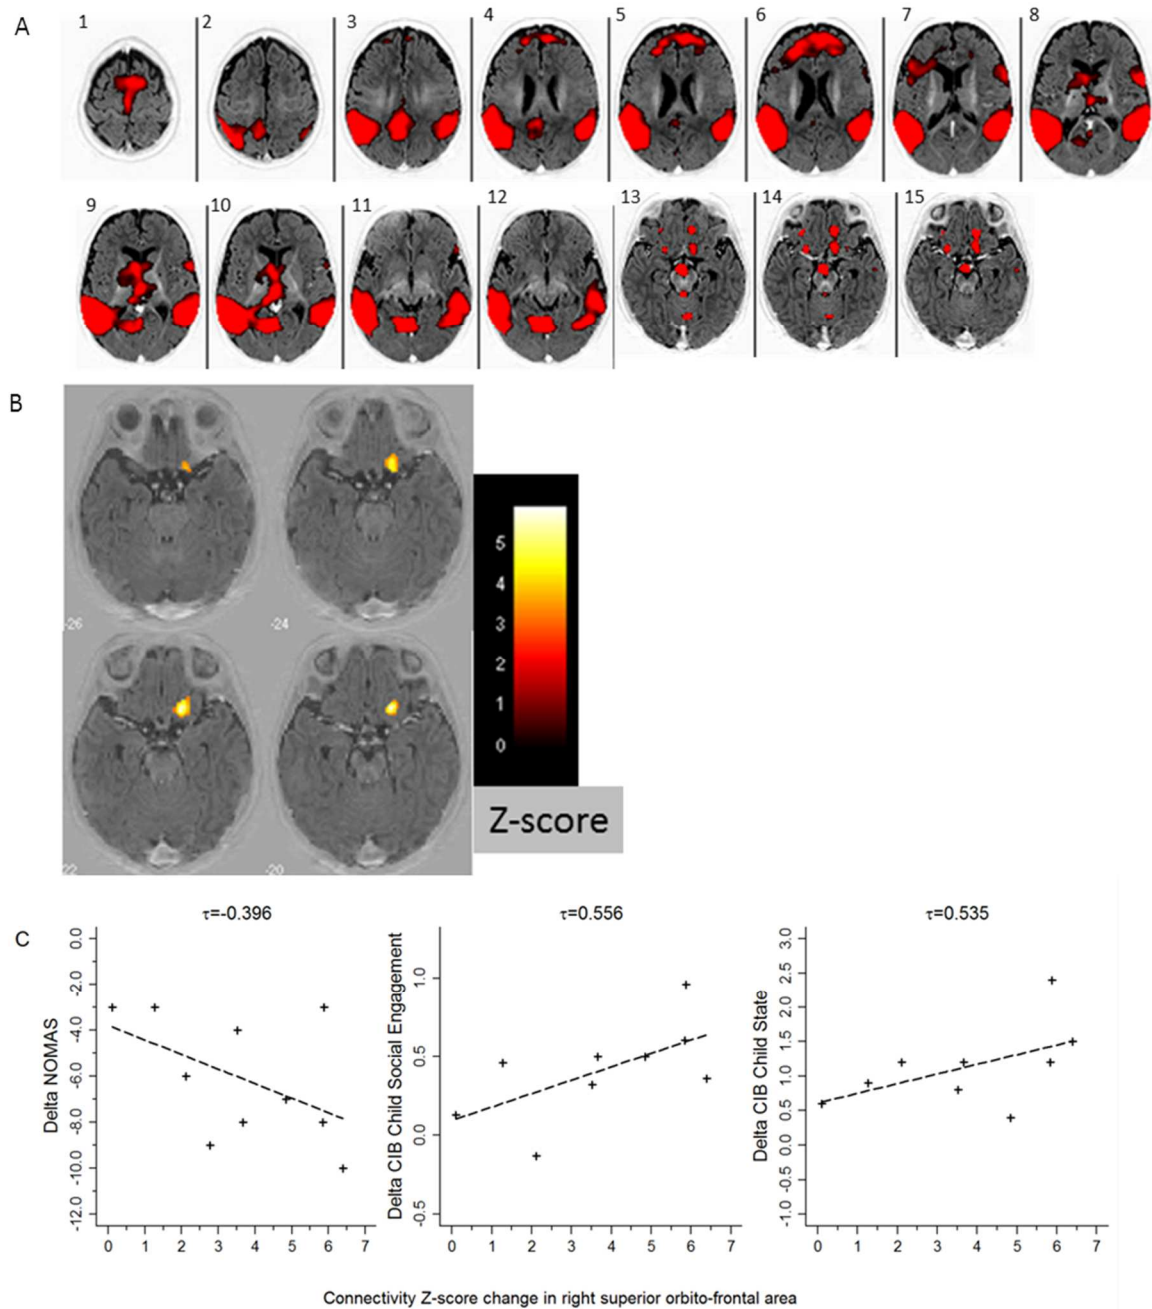 A
1 2 3 4 5 6 7 8
9 10 11 12 13 14 15
B
-26 -24
22 -20
5
4
3
2
1
0
Z-score
C
τ=-0.396
Delta NOMAS
0.0
-2.0
-4.0
-6.0
-8.0
-10.0
-12.0
0 1 2 3 4 5 6 7
τ=0.556
Delta CIB Child Social Engagement
1.0
0.5
0.0
-0.5
0 1 2 3 4 5 6 7
τ=0.535
Delta CIB Child State
3.0
2.5
2.0
1.5
1.0
0.5
0.0
-0.5
-1.0
0 1 2 3 4 5 6 7
Connectivity Z-score change in right superior orbito-frontal area